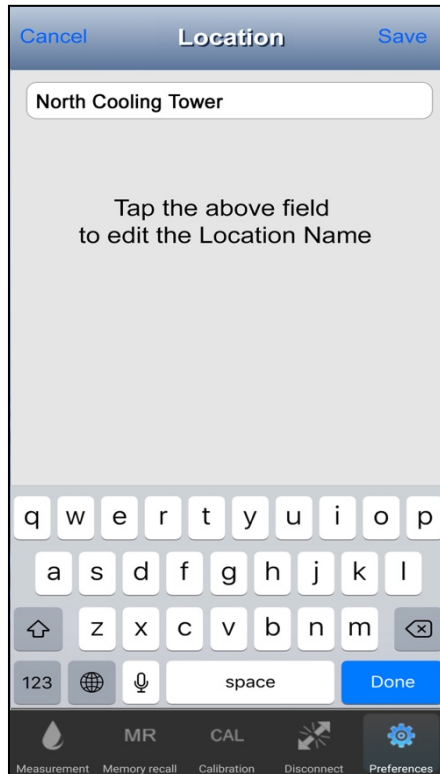 Cancel Location Save
North Cooling Tower
Tap the above field
to edit the Location Name
q w e r t y u i o p
a s d f g h j k l
z x c v b n m
123 space Done
MR CAL
Measurement Memory recall Calibration Disconnect Preferences